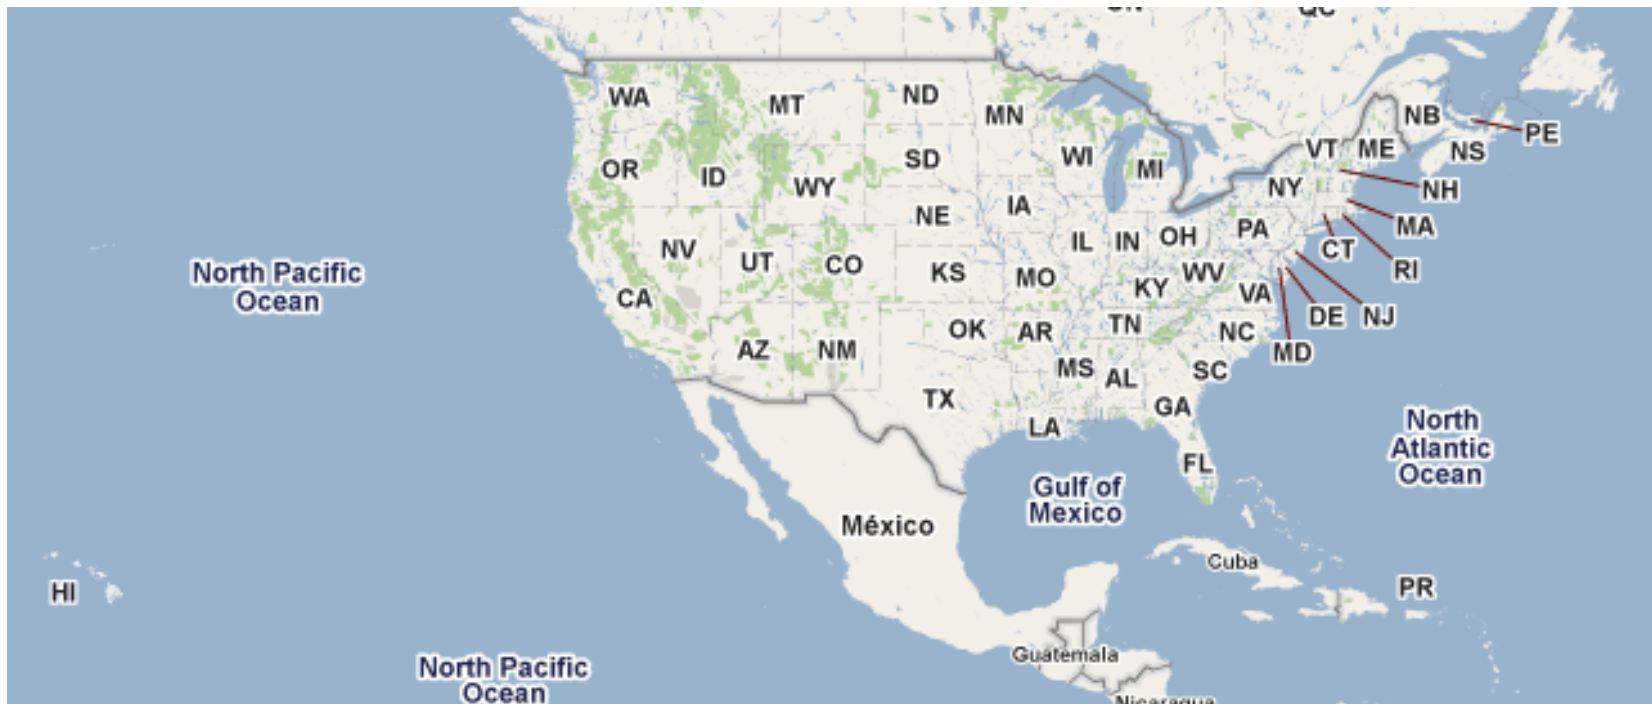 QC
WA
MT
ND
MN
NB
PE
OR
ID
WY
SD
WI
MI
VT
ME
NS
NY
NH
NE
IA
NV
UT
CO
KS
MO
IL
IN
OH
PA
MA
CT
RI
North Pacific
Ocean
CA
KY
WV
VA
DE
NJ
MD
AZ
NM
OK
AR
TN
NC
TX
MS
AL
SC
GA
LA
FL
North
Atlantic
Ocean
Gulf of
Mexico
México
Cuba
HI
PR
Guatemala
North Pacific
Ocean
Nicaragua